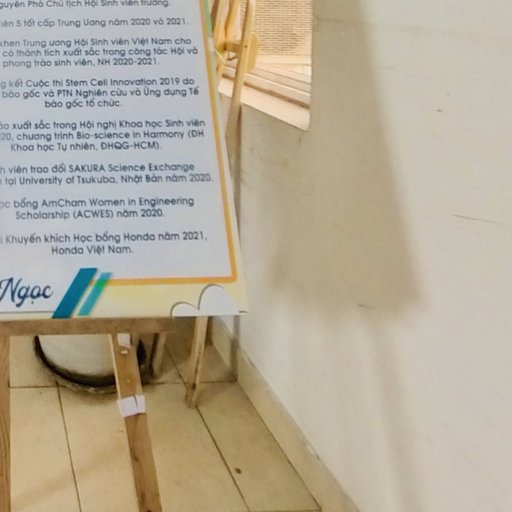 guyên Phó Chủ tịch Hội Sinh viên trường.
iên 5 tốt cấp Trung Ương năm 2020 và 2021.
khen Trung ương Hội Sinh viên Việt Nam cho
có thành tích xuất sắc trong công tác Hội và
phong trào sinh viên, NH 2020-2021.
g kết Cuộc thi Stem Cell Innovation 2019 do
bào gốc và PTN Nghiên cứu và Ứng dụng Tế
bào gốc tổ chức.
áo xuất sắc trong Hội nghị Khoa học Sinh viên
20, chương trình Bio-science in Harmony (ĐH
Khoa học Tự nhiên, ĐHQG-HCM).
h viên trao đổi SAKURA Science Exchange
tại University of Tsukuba, Nhật Bản năm 2020.
ọc bổng AmCham Women in Engineering
Scholarship (ACWES) năm 2020.
i Khuyến khích Học bổng Honda năm 2021,
Honda Việt Nam.
Ngọc